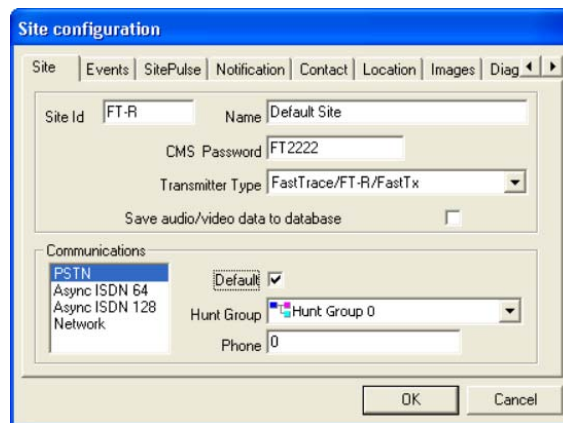 Site configuration
Site Events SitePulse Notification Contact Location Images Diag
Site Id FT-R Name Default Site
CMS Password FT2222
Transmitter Type FastTrace/FT-R/FastTx
Save audio/video data to database
Communications
PSTN
Async ISDN 64
Async ISDN 128
Network
Default
Hunt Group Hunt Group 0
Phone 0
OK Cancel